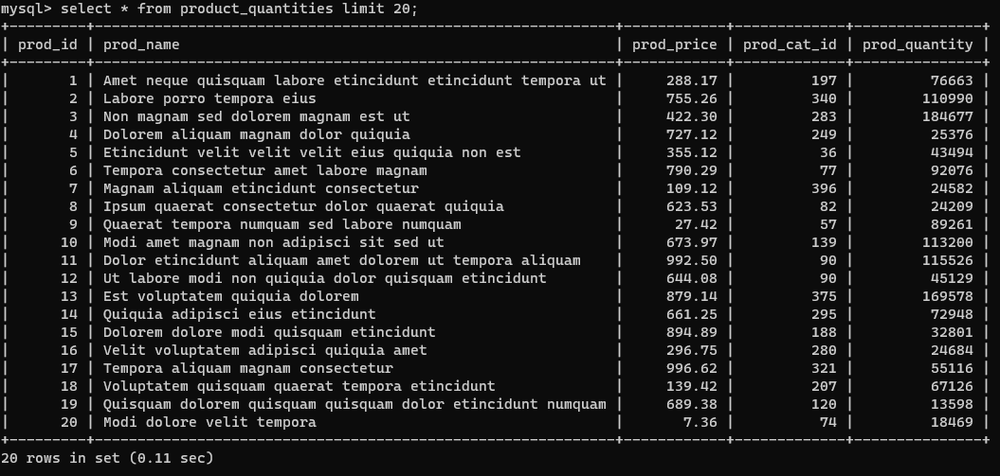 mysql> select * from product_quantities limit 20;
+---------+-------------------------------------------------------------+------------+-------------+---------------+
| prod_id | prod_name                                                   | prod_price | prod_cat_id | prod_quantity |
+---------+-------------------------------------------------------------+------------+-------------+---------------+
|       1 | Amet neque quisquam labore etincidunt etincidunt tempora ut |     288.17 |         197 |         76663 |
|       2 | Labore porro tempora eius                                   |     755.26 |         340 |        110990 |
|       3 | Non magnam sed dolorem magnam est ut                        |     422.30 |         283 |        184677 |
|       4 | Dolorem aliquam magnam dolor quiquia                        |     727.12 |         249 |         25376 |
|       5 | Etincidunt velit velit velit eius quiquia non est           |     355.12 |          36 |         43494 |
|       6 | Tempora consectetur amet labore magnam                      |     790.29 |          77 |         92076 |
|       7 | Magnam aliquam etincidunt consectetur                       |     109.12 |         396 |         24582 |
|       8 | Ipsum quaerat consectetur dolor quaerat quiquia             |     623.53 |          82 |         24209 |
|       9 | Quaerat tempora numquam sed labore numquam                  |      27.42 |          57 |         89261 |
|      10 | Modi amet magnam non adipisci sit sed ut                    |     673.97 |         139 |        113200 |
|      11 | Dolor etincidunt aliquam amet dolorem ut tempora aliquam    |     992.50 |          90 |        115526 |
|      12 | Ut labore modi non quiquia dolor quisquam etincidunt        |     644.08 |          90 |         45129 |
|      13 | Est voluptatem quiquia dolorem                              |     879.14 |         375 |        169578 |
|      14 | Quiquia adipisci eius etincidunt                            |     661.25 |         295 |         72948 |
|      15 | Dolorem dolore modi quisquam etincidunt                     |     894.89 |         188 |         32801 |
|      16 | Velit voluptatem adipisci quiquia amet                      |     296.75 |         280 |         24684 |
|      17 | Tempora aliquam magnam consectetur                          |     996.62 |         321 |         55116 |
|      18 | Voluptatem quisquam quaerat tempora etincidunt              |     139.42 |         207 |         67126 |
|      19 | Quisquam dolorem quisquam quisquam dolor etincidunt numquam |     689.38 |         120 |         13598 |
|      20 | Modi dolore velit tempora                                   |       7.36 |          74 |         18469 |
+---------+-------------------------------------------------------------+------------+-------------+---------------+
20 rows in set (0.11 sec)